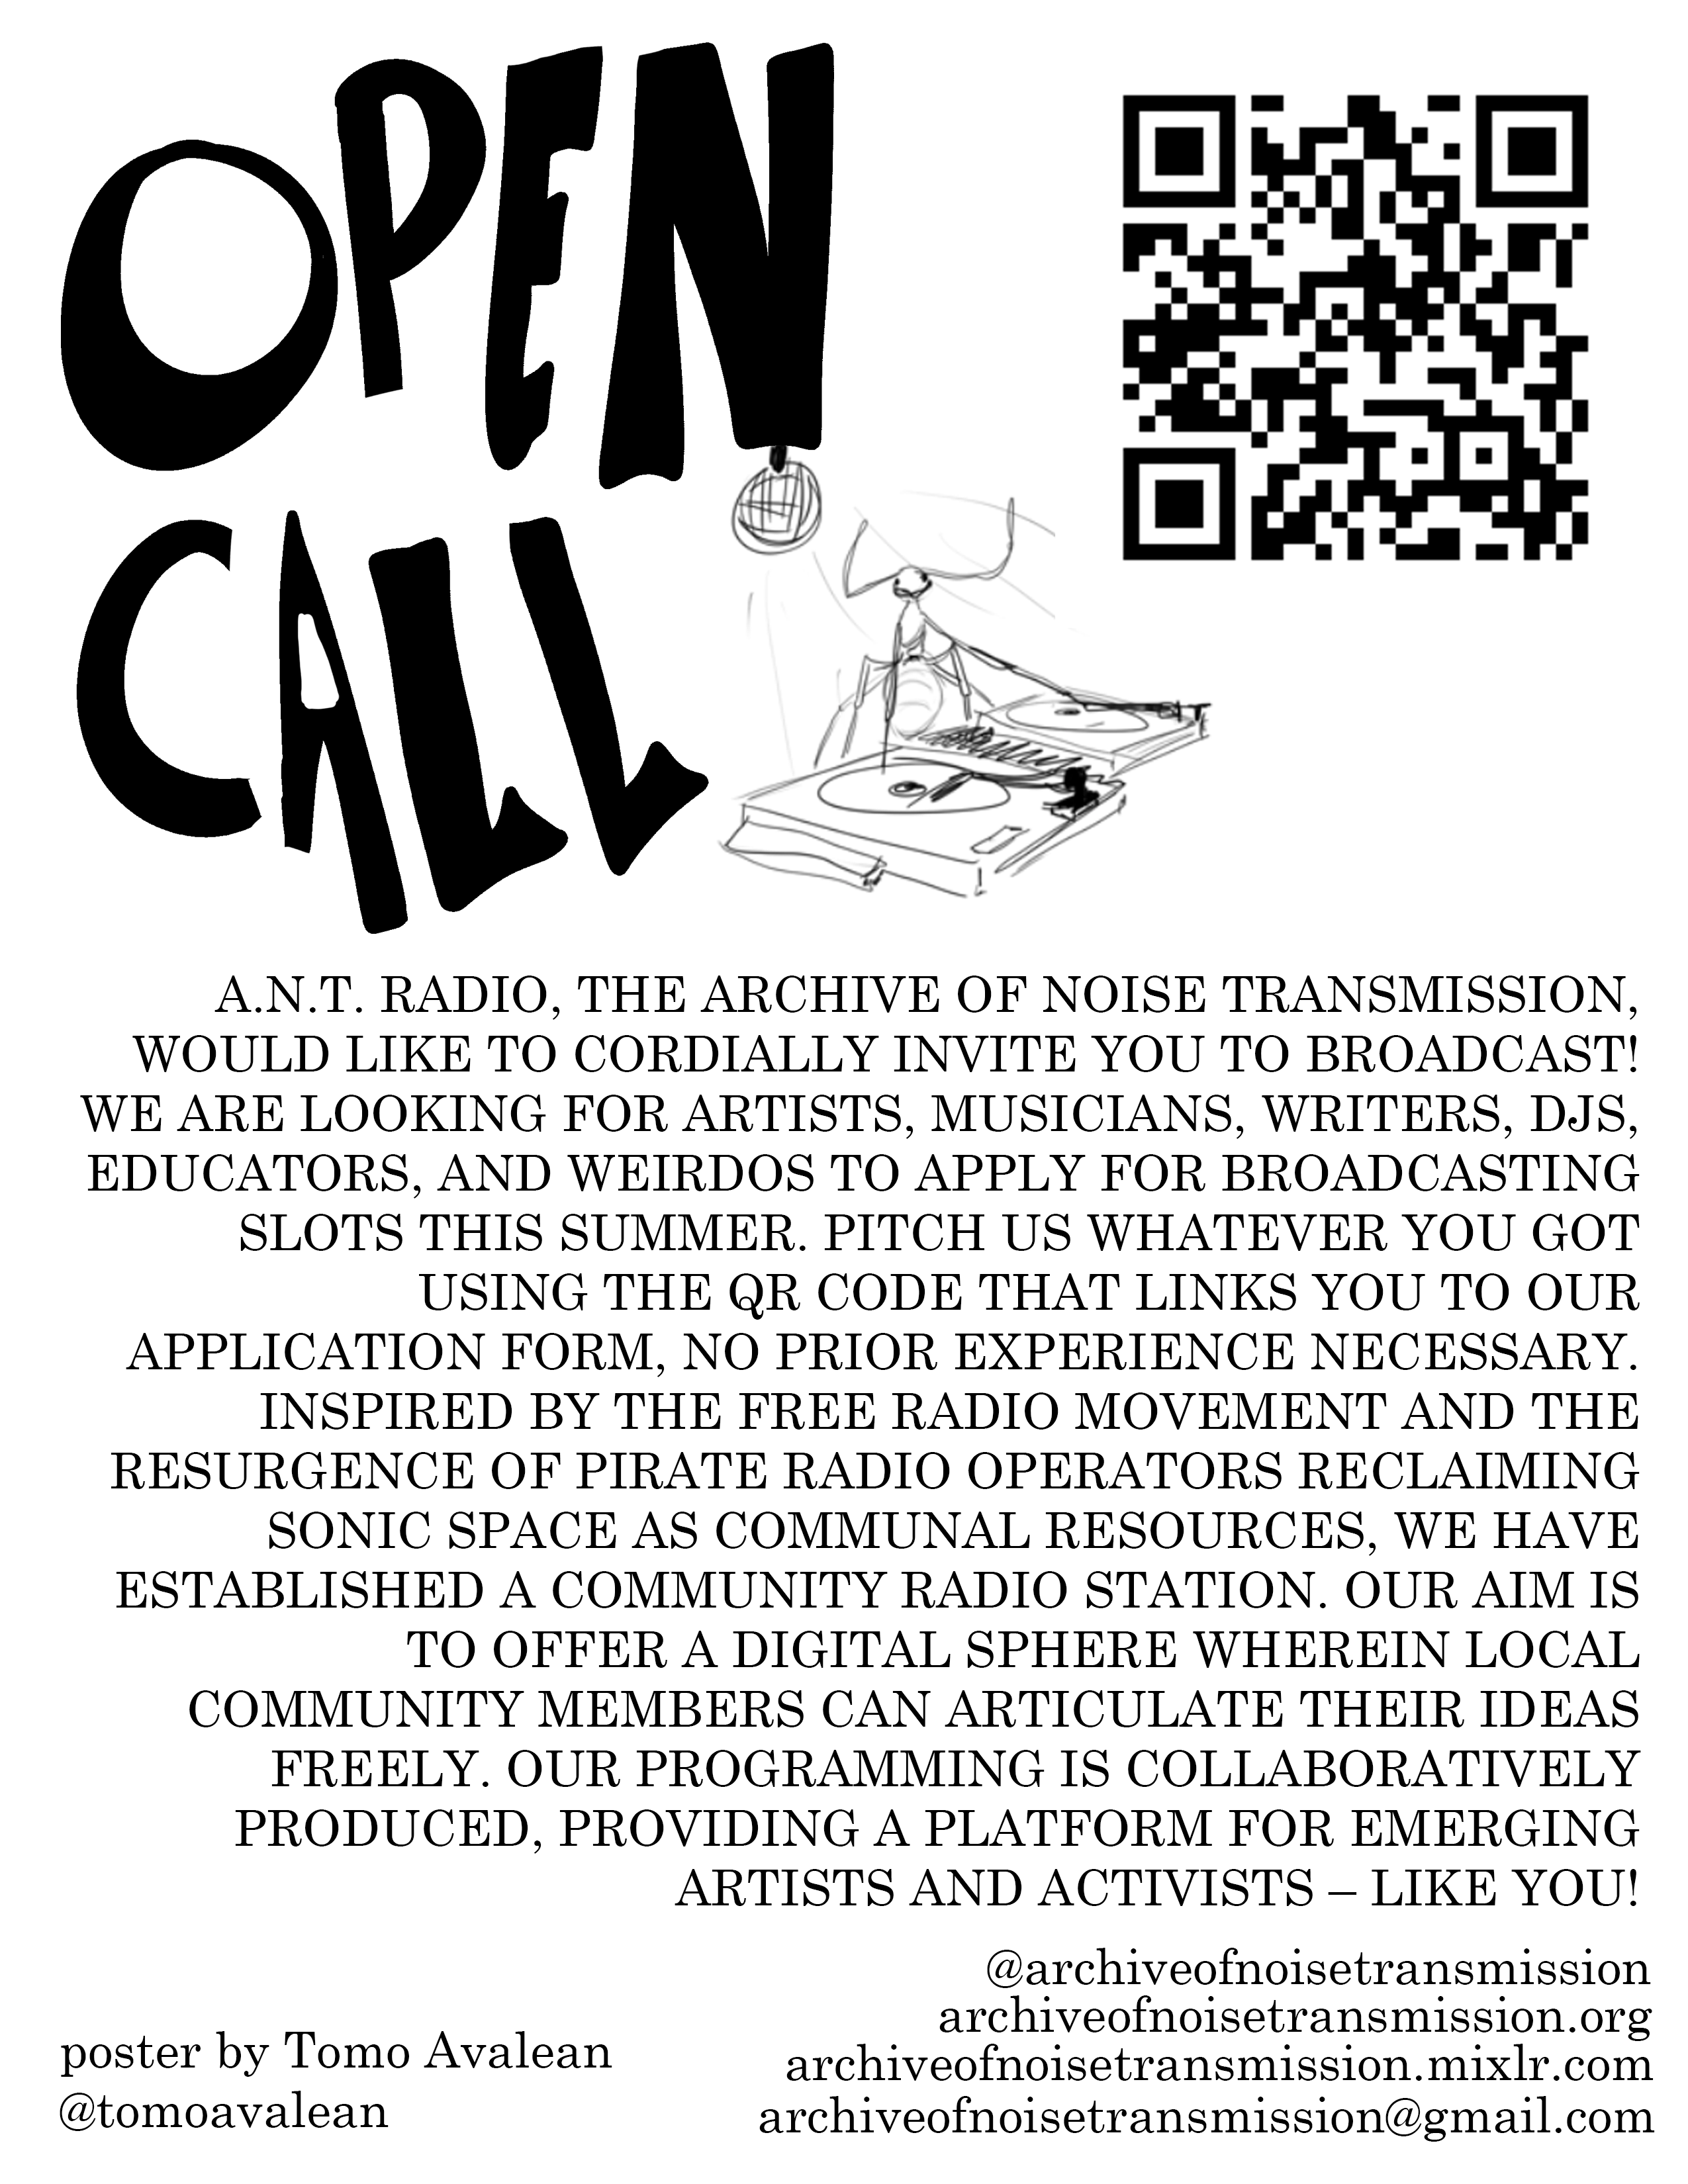 OPEN
CALL
A.N.T. RADIO, THE ARCHIVE OF NOISE TRANSMISSION,
WOULD LIKE TO CORDIALLY INVITE YOU TO BROADCAST!
WE ARE LOOKING FOR ARTISTS, MUSICIANS, WRITERS, DJS,
EDUCATORS, AND WEIRDOS TO APPLY FOR BROADCASTING
SLOTS THIS SUMMER. PITCH US WHATEVER YOU GOT
USING THE QR CODE THAT LINKS YOU TO OUR
APPLICATION FORM, NO PRIOR EXPERIENCE NECESSARY.
INSPIRED BY THE FREE RADIO MOVEMENT AND THE
RESURGENCE OF PIRATE RADIO OPERATORS RECLAIMING
SONIC SPACE AS COMMUNAL RESOURCES, WE HAVE
ESTABLISHED A COMMUNITY RADIO STATION. OUR AIM IS
TO OFFER A DIGITAL SPHERE WHEREIN LOCAL
COMMUNITY MEMBERS CAN ARTICULATE THEIR IDEAS
FREELY. OUR PROGRAMMING IS COLLABORATIVELY
PRODUCED, PROVIDING A PLATFORM FOR EMERGING
ARTISTS AND ACTIVISTS – LIKE YOU!
@archiveofnoisetransmission
archiveofnoisetransmission.org
archiveofnoisetransmission.mixlr.com
archiveofnoisetransmission@gmail.com
poster by Tomo Avalean
@tomoavalean